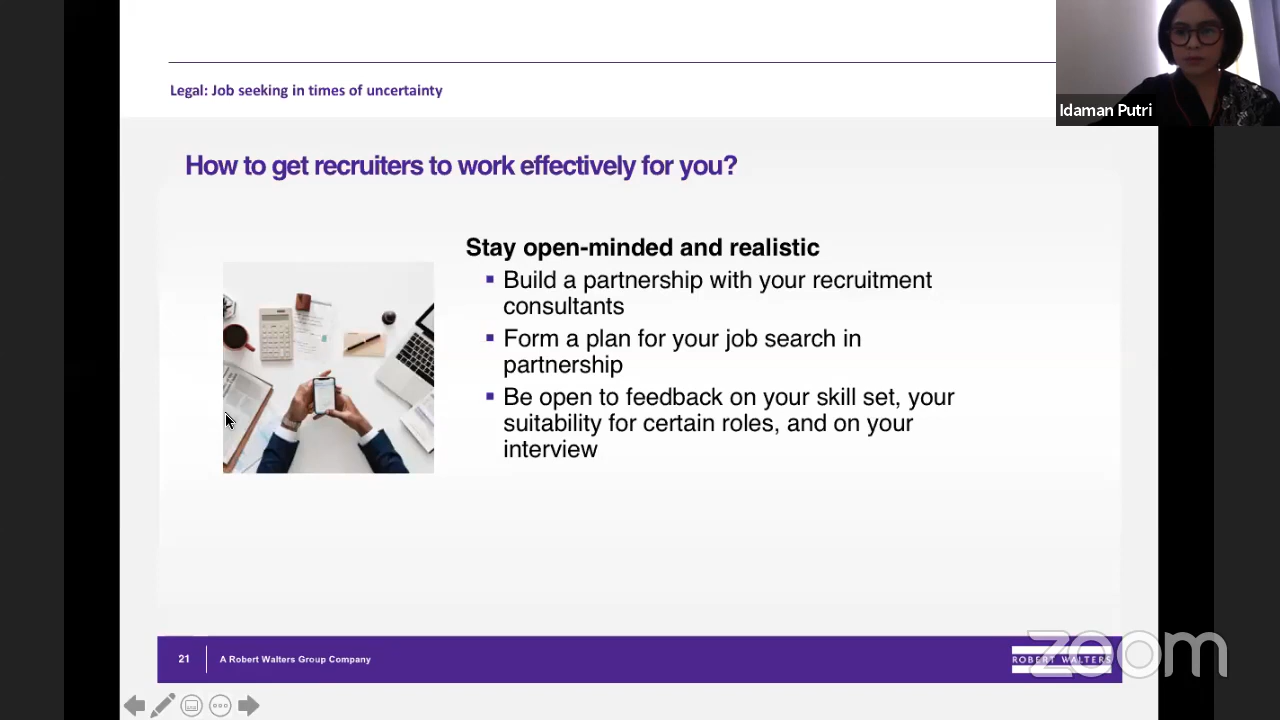 Legal: Job seeking in times of uncertainty
Idaman Putri
How to get recruiters to work effectively for you?
Stay open-minded and realistic
▪ Build a partnership with your recruitment
consultants
▪ Form a plan for your job search in
partnership
▪ Be open to feedback on your skill set, your
suitability for certain roles, and on your
interview
21
A Robert Walters Group Company
ROBERT WALTERS
zoom